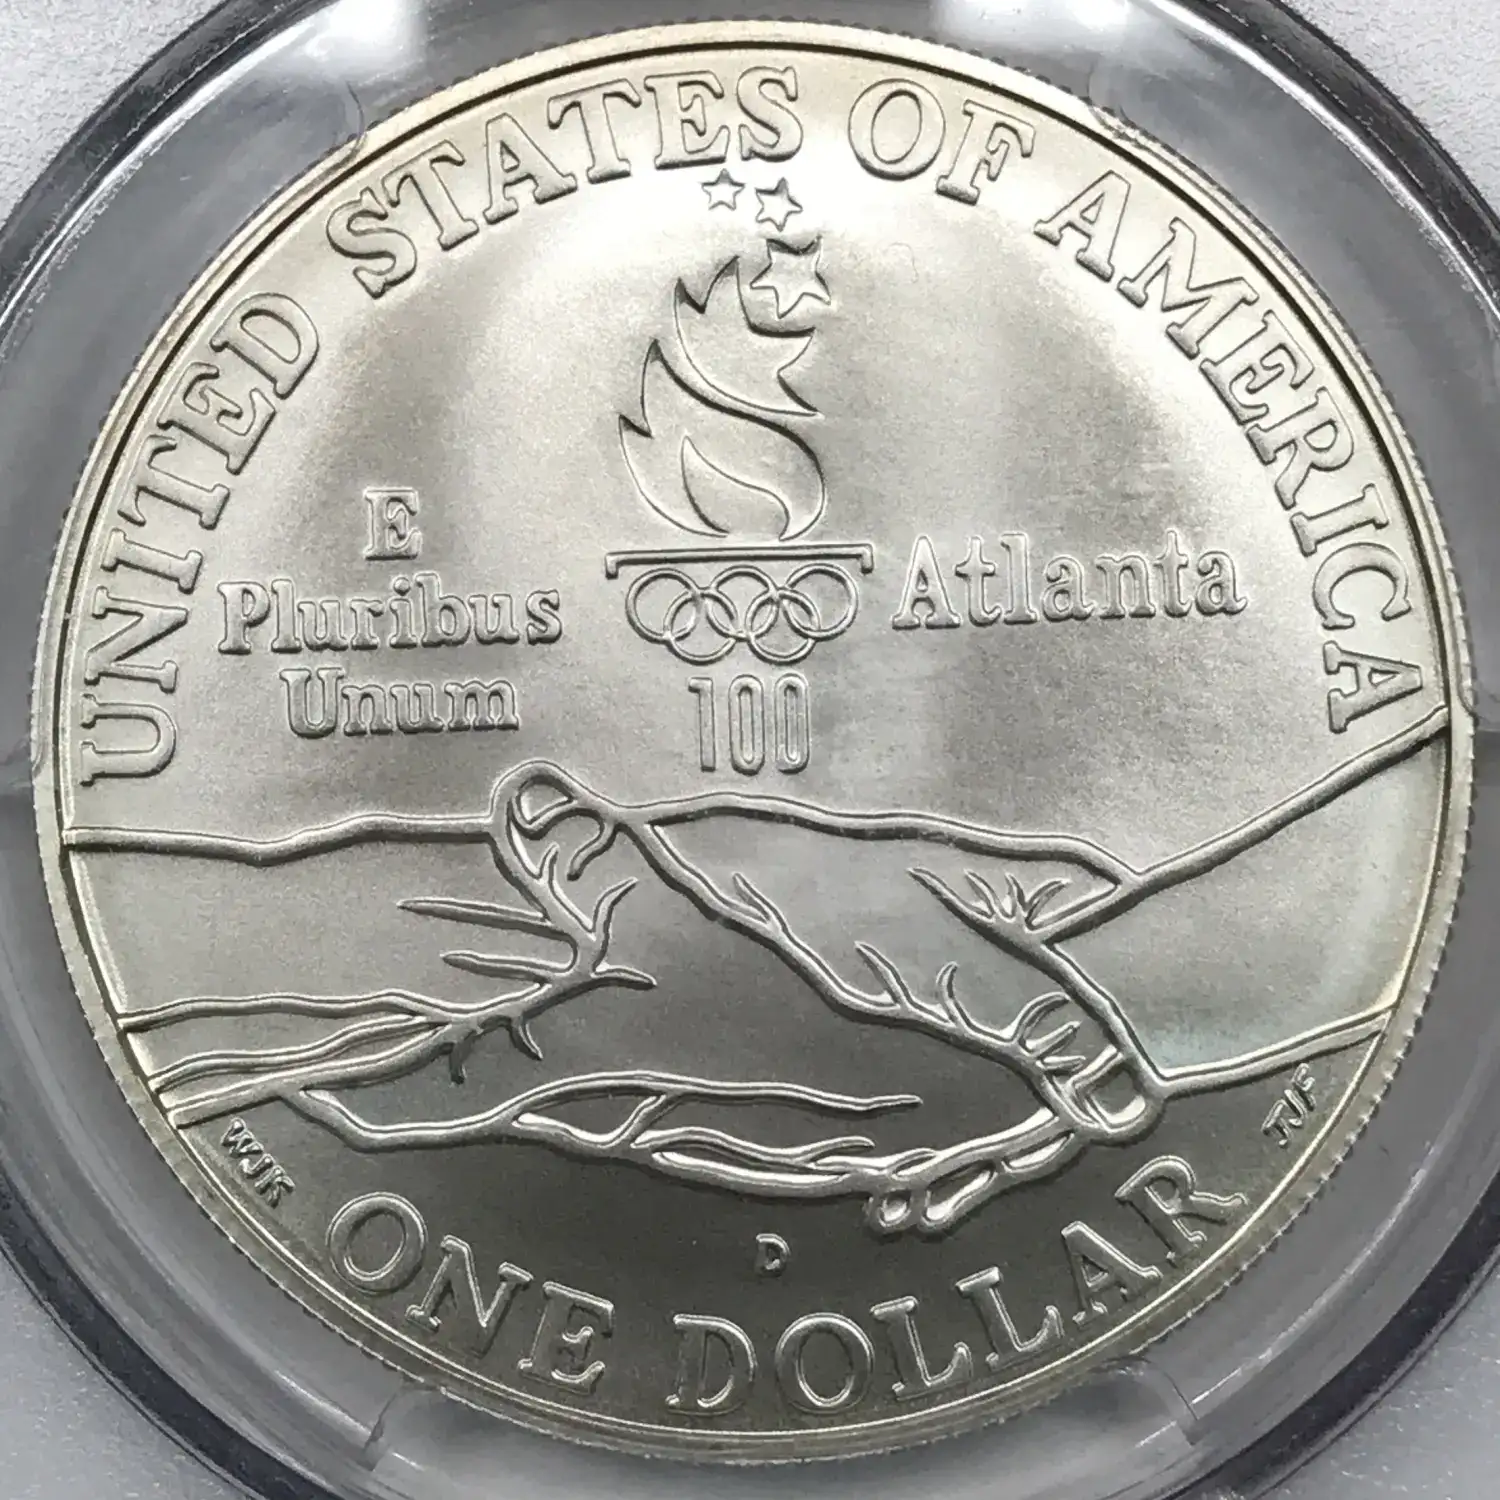 UNITED STATES OF AMERICA
E
Pluribus
Unum
Atlanta
100
WJK
TJF
D
ONE DOLLAR